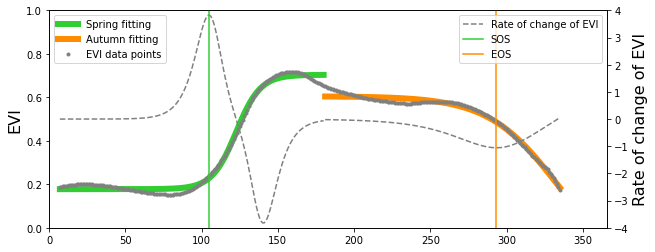 Spring fitting
Autumn fitting
EVI data points
Rate of change of EVI
SOS
EOS
EVI
1.0
0.8
0.6
0.4
0.2
0.0
0
50
100
150
200
250
300
350
4
3
2
1
0
−1
−2
−3
−4
Rate of change of EVI